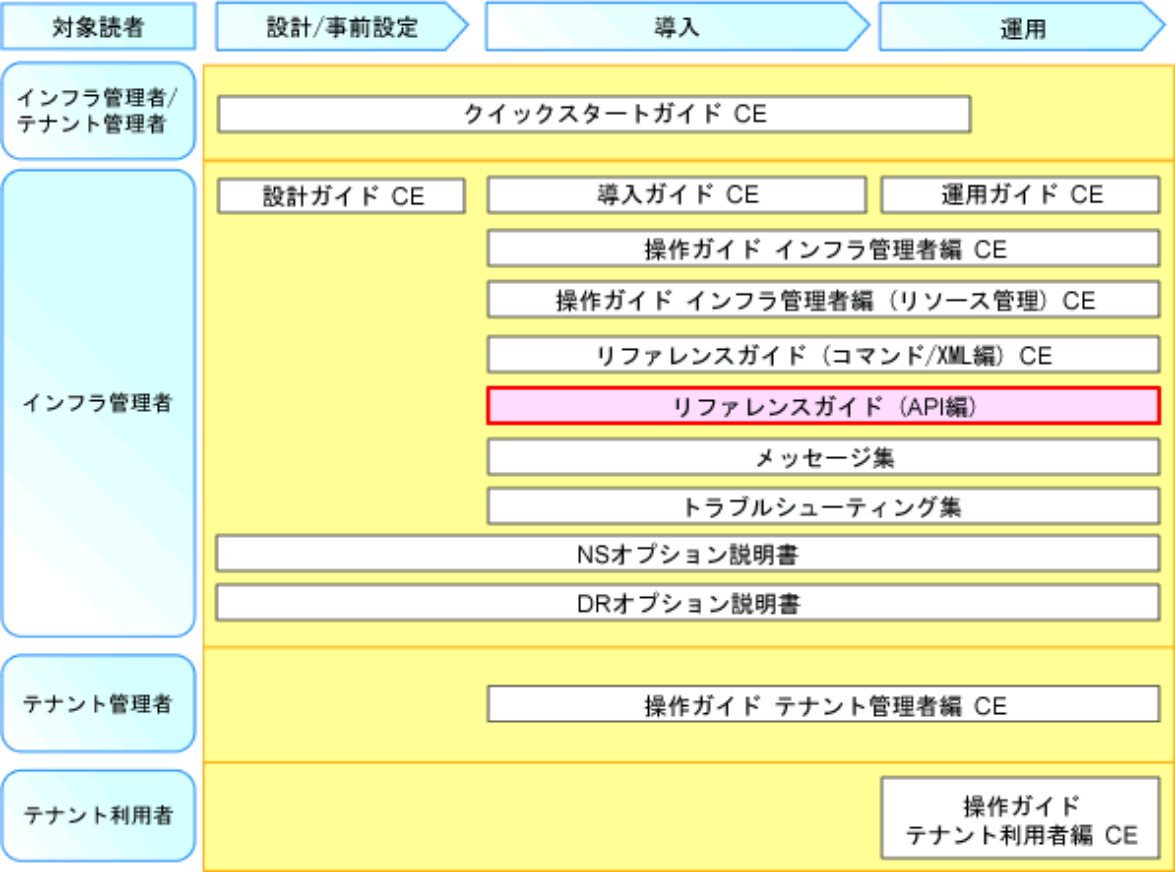 対象読者
設計/事前設定
導入
運用
インフラ管理者/
テナント管理者
クイックスタートガイド CE
インフラ管理者
設計ガイド CE
導入ガイド CE
運用ガイド CE
操作ガイド インフラ管理者編 CE
操作ガイド インフラ管理者編（リソース管理）CE
リファレンスガイド（コマンド/XML編）CE
リファレンスガイド（API編）
メッセージ集
トラブルシューティング集
NSオプション説明書
DRオプション説明書
テナント管理者
操作ガイド テナント管理者編 CE
テナント利用者
操作ガイド
テナント利用者編 CE